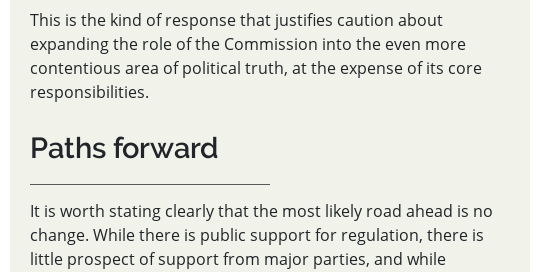 This is the kind of response that justifies caution about
expanding the role of the Commission into the even more
contentious area of political truth, at the expense of its core
responsibilities.
Paths forward
It is worth stating clearly that the most likely road ahead is no
change. While there is public support for regulation, there is
little prospect of support from major parties, and while